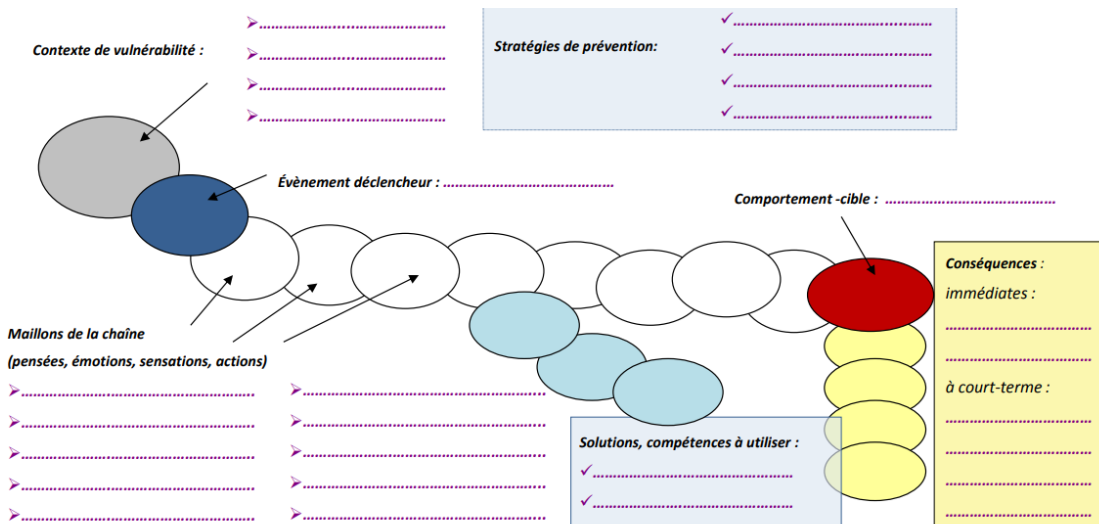 Contexte de vulnérabilité :
Stratégies de prévention:
Évènement déclencheur : ..........................................
Comportement -cible : ..........................................
Conséquences :
immédiates :
à court-terme :
Maillons de la chaîne
(pensées, émotions, sensations, actions)
Solutions, compétences à utiliser :